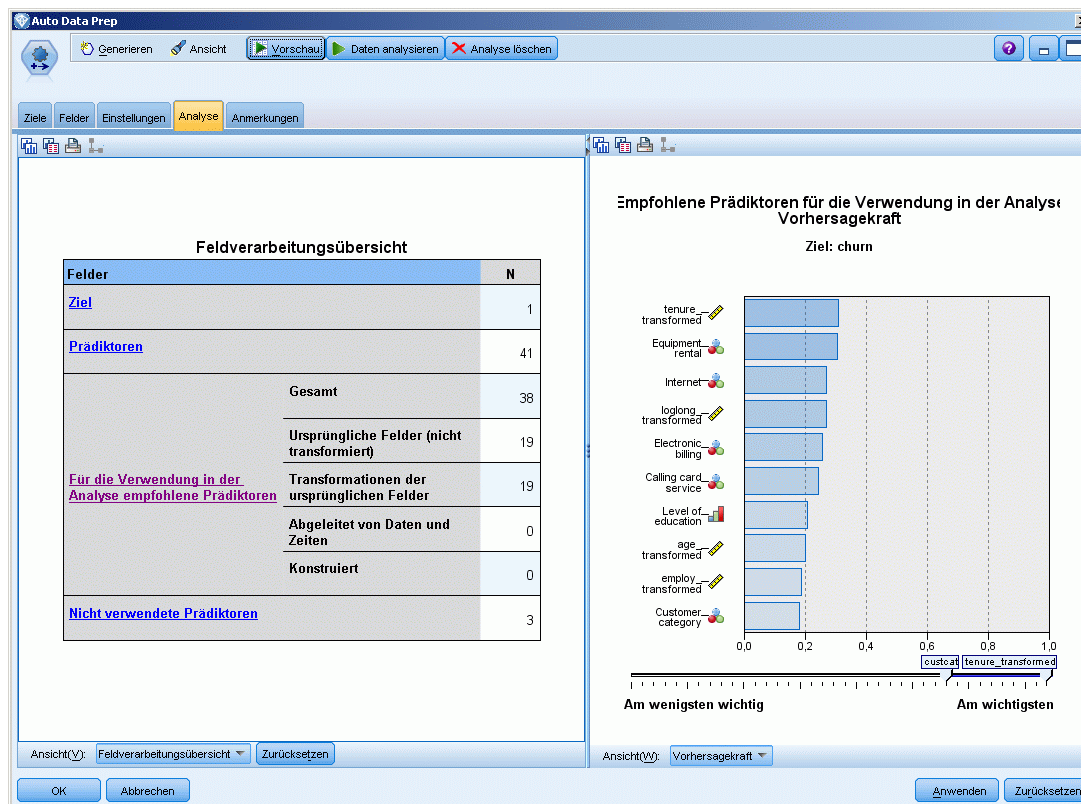 Auto Data Prep
Generieren Ansicht Vorschau Daten analysieren Analyse löschen
Ziele Felder Einstellungen Analyse Anmerkungen
Feldverarbeitungsübersicht
Felder N
Ziel 1
Prädiktoren 41
Für die Verwendung in der
Analyse empfohlene Prädiktoren
Gesamt 38
Ursprüngliche Felder (nicht
transformiert) 19
Transformationen der
ursprünglichen Felder 19
Abgeleitet von Daten und
Zeiten 0
Konstruiert 0
Nicht verwendete Prädiktoren 3
Ansicht(V): Feldverarbeitungsübersicht Zurücksetzen
Empfohlene Prädiktoren für die Verwendung in der Analyse
Vorhersagekraft
Ziel: churn
tenure_
transformed
Equipment
rental
Internet
loglong_
transformed
Electronic
billing
Calling card
service
Level of
education
age_
transformed
employ_
transformed
Customer
category
0,0 0,2 0,4 0,6 0,8 1,0
custcat tenure_transformed
Am wenigsten wichtig Am wichtigsten
Ansicht(W): Vorhersagekraft
OK Abbrechen Anwenden Zurücksetzen